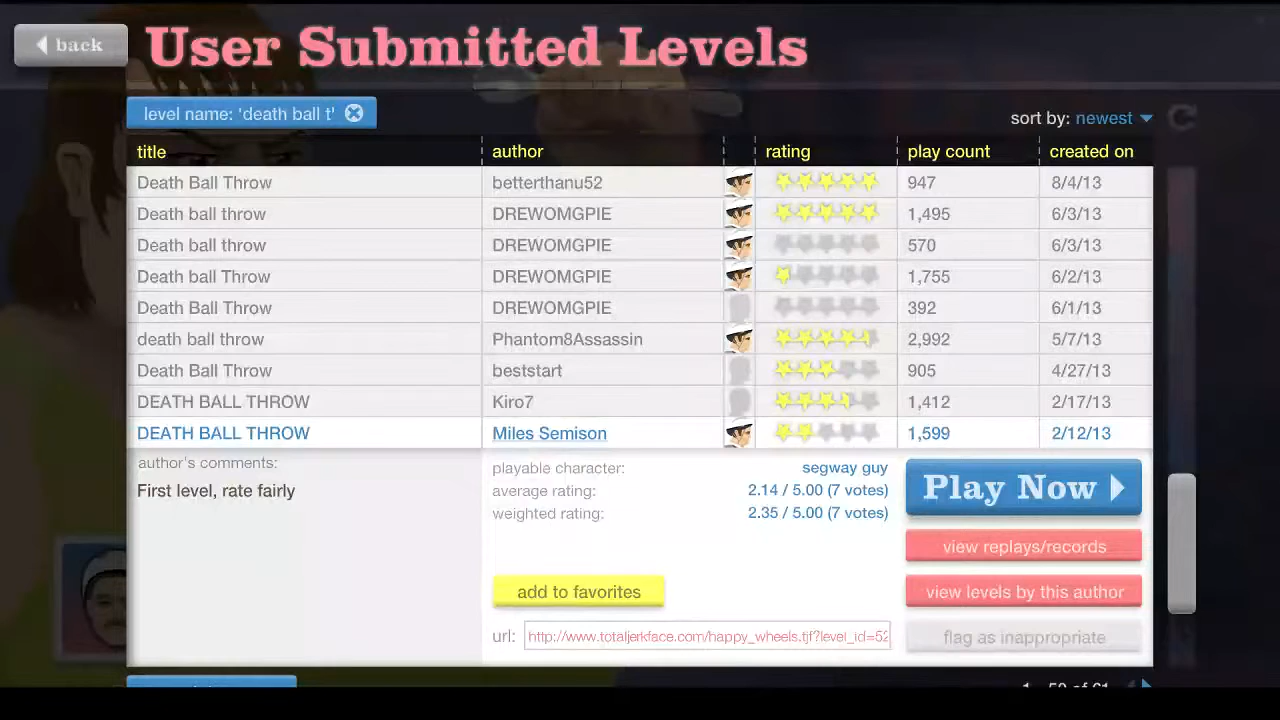 back
User Submitted Levels
level name: 'death ball t'
sort by: newest
title author rating play count created on
Death Ball Throw betterthanu52 947 8/4/13
Death ball throw DREWOMGPIE 1,495 6/3/13
Death ball throw DREWOMGPIE 570 6/3/13
Death ball Throw DREWOMGPIE 1,755 6/2/13
Death Ball Throw DREWOMGPIE 392 6/1/13
death ball throw Phantom8Assassin 2,992 5/7/13
Death Ball Throw beststart 905 4/27/13
DEATH BALL THROW Kiro7 1,412 2/17/13
DEATH BALL THROW Miles Semison 1,599 2/12/13
author's comments:
First level, rate fairly
playable character: segway guy
average rating: 2.14 / 5.00 (7 votes)
weighted rating: 2.35 / 5.00 (7 votes)
add to favorites
url: http://www.totaljerkface.com/happy_wheels.tjf?level_id=52
Play Now
view replays/records
view levels by this author
flag as inappropriate
1 - 50 of 61